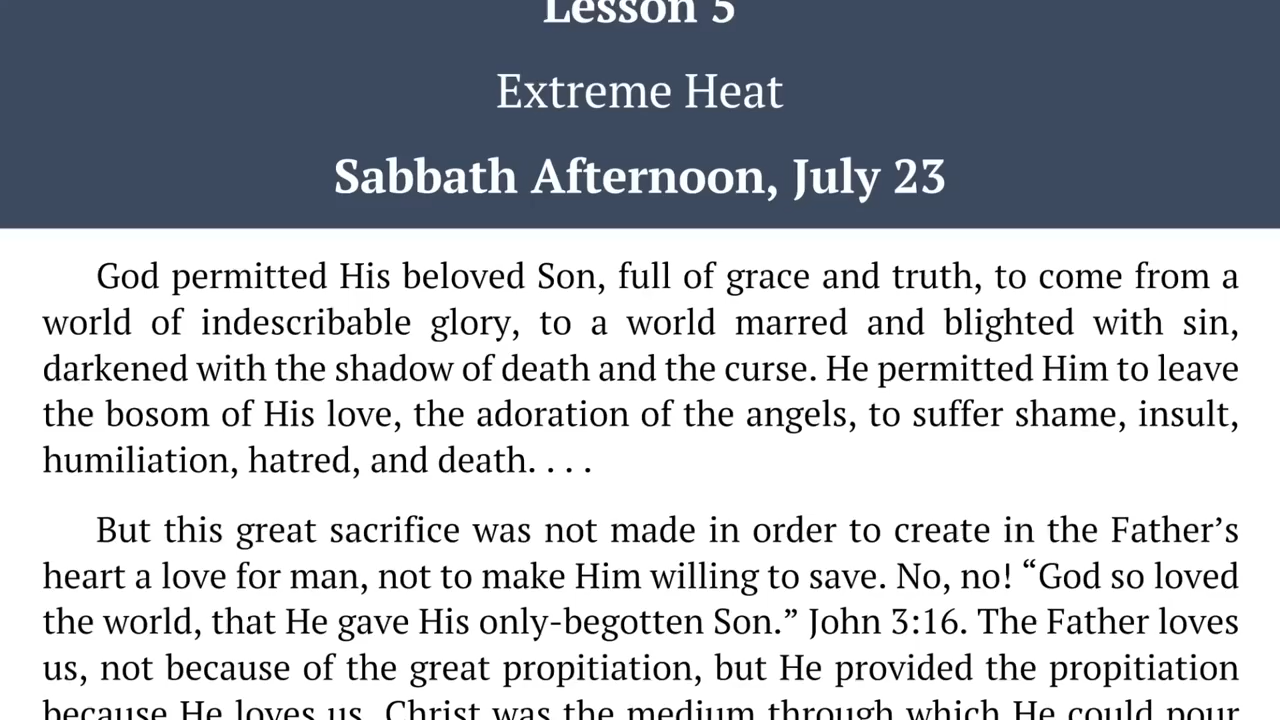 Lesson 5
Extreme Heat
Sabbath Afternoon, July 23
God permitted His beloved Son, full of grace and truth, to come from a
world of indescribable glory, to a world marred and blighted with sin,
darkened with the shadow of death and the curse. He permitted Him to leave
the bosom of His love, the adoration of the angels, to suffer shame, insult,
humiliation, hatred, and death. . . .
But this great sacrifice was not made in order to create in the Father’s
heart a love for man, not to make Him willing to save. No, no! “God so loved
the world, that He gave His only-begotten Son.” John 3:16. The Father loves
us, not because of the great propitiation, but He provided the propitiation
because He loves us. Christ was the medium through which He could pour